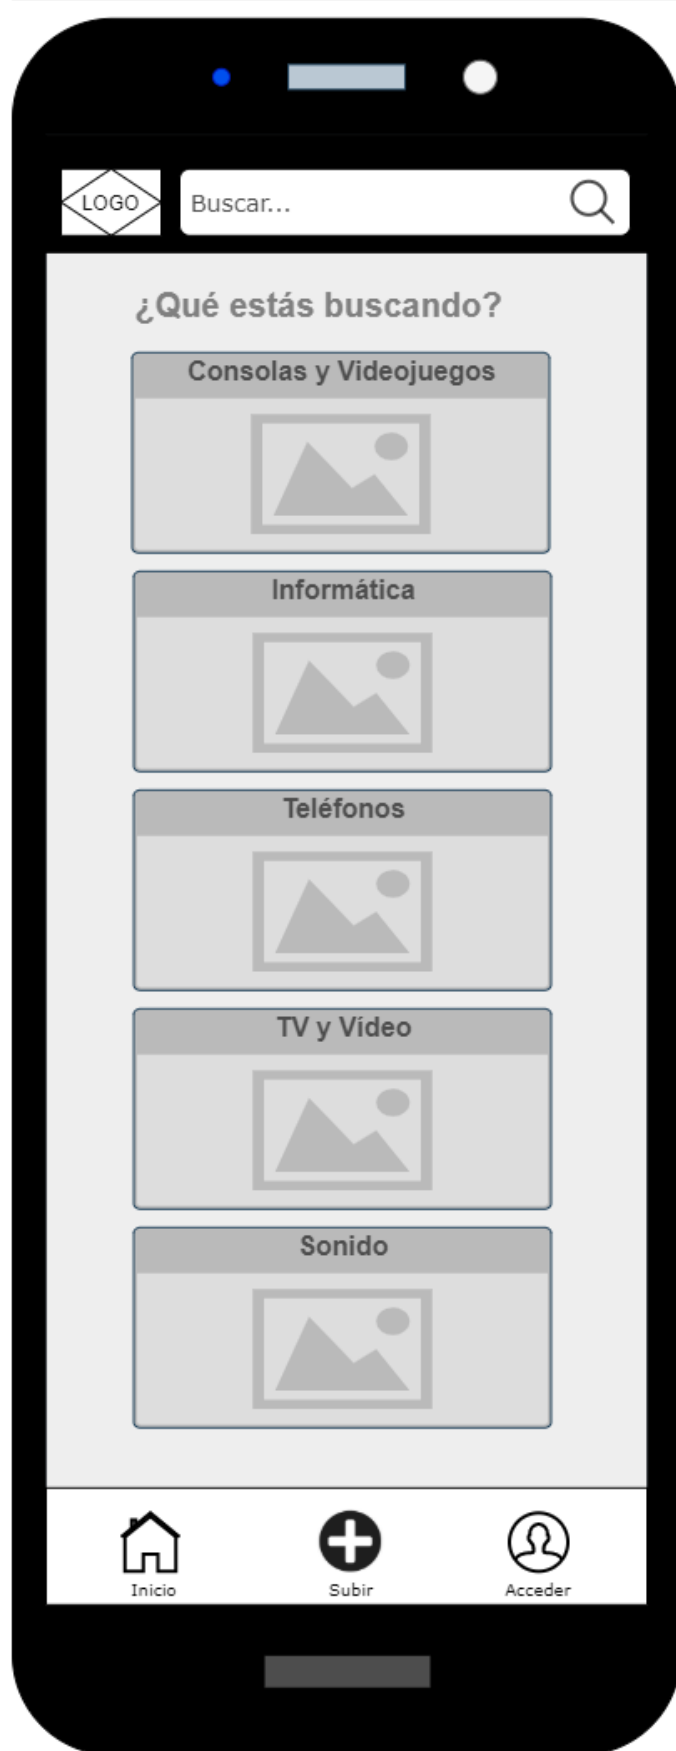 LOGO
Buscar...
¿Qué estás buscando?
Consolas y Videojuegos
Informática
Teléfonos
TV y Vídeo
Sonido
Inicio
Subir
Acceder